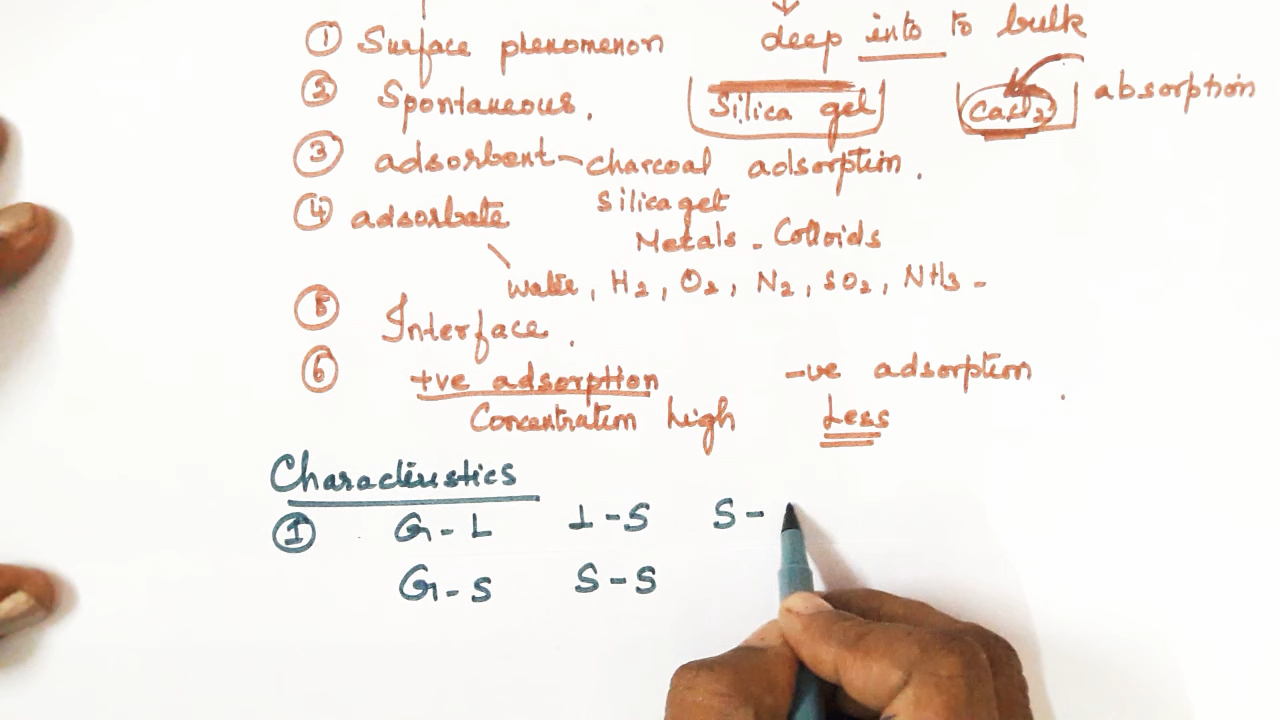 ① Surface phenomenon deep into to bulk
② Spontaneous. Silica gel CaCl2 absorption
③ adsorbent - charcoal adsorption.
④ adsorbate Silica gel
Metals - Colloids
water, H2, O2, N2, SO2, NH3 -
⑤ Interface.
⑥ +ve adsorption -ve adsorption.
Concentration high Less
Characteristics
① G - L L - S S -
G - S S - S